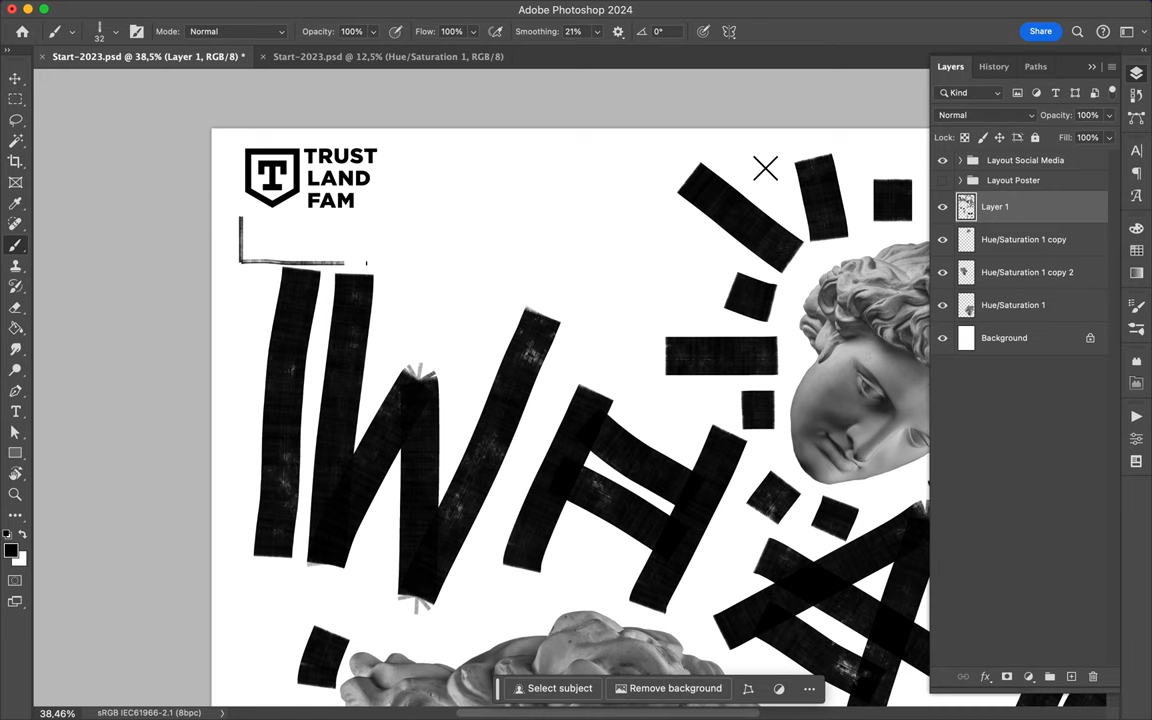 Adobe Photoshop 2024
32
Mode: Normal
Opacity: 100%
Flow: 100%
Smoothing: 21%
0°
Share
Start-2023.psd @ 38,5% (Layer 1, RGB/8) *
Start-2023.psd @ 12,5% (Hue/Saturation 1, RGB/8)
Layers
History
Paths
Kind
Normal
Opacity: 100%
Lock:
Fill: 100%
Layout Social Media
Layout Poster
Layer 1
Hue/Saturation 1 copy
Hue/Saturation 1 copy 2
Hue/Saturation 1
Background
TRUST
LAND
FAM
T
IWHA
Select subject
Remove background
38,46%
sRGB IEC61966-2.1 (8bpc)